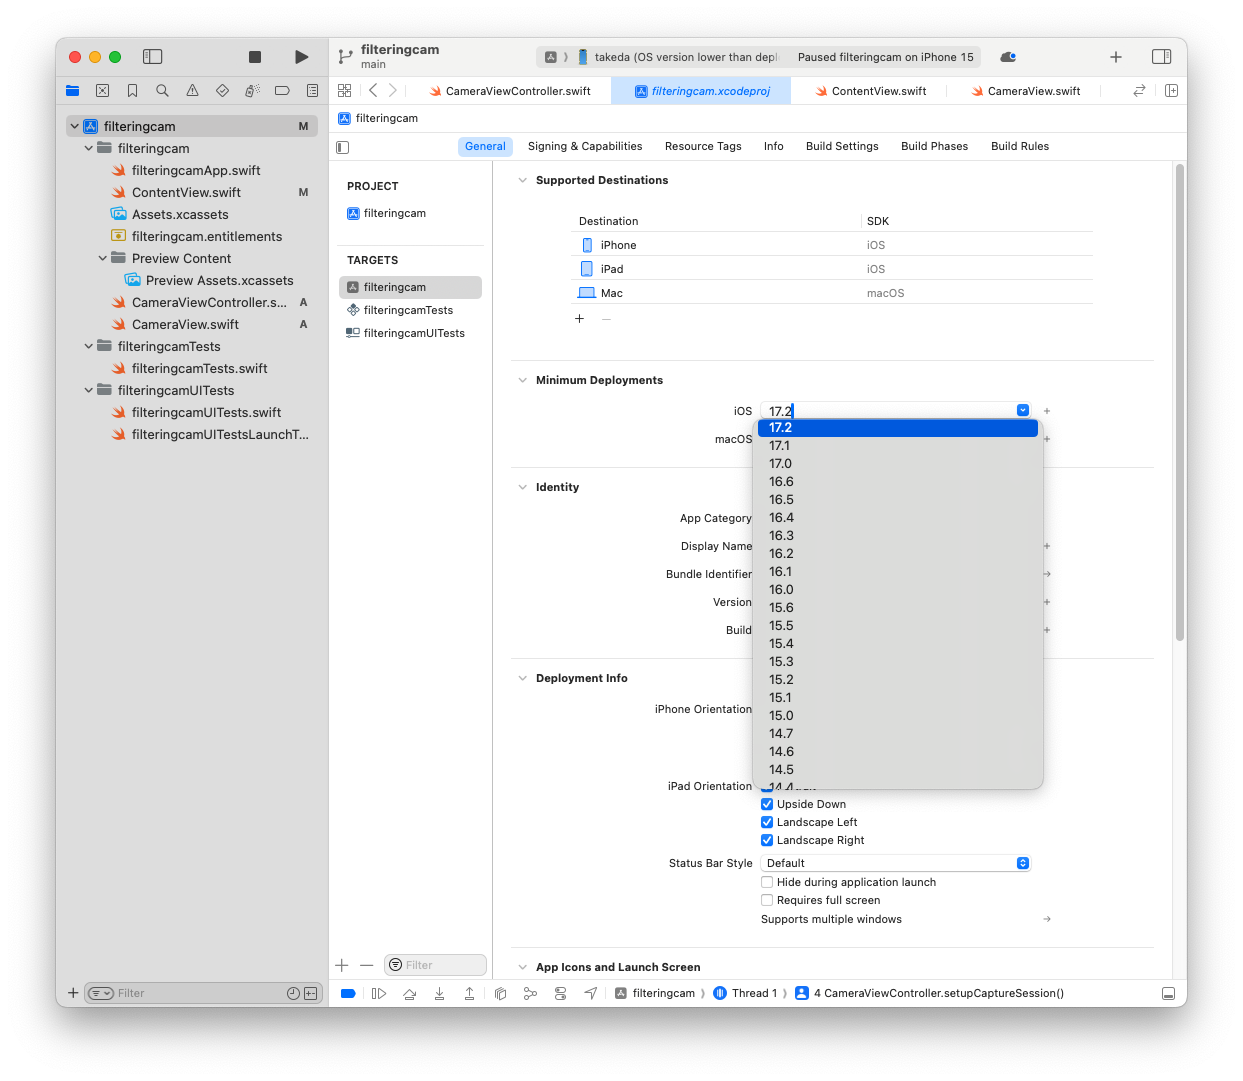 filteringcam
main
takeda (OS version lower than depl
Paused filteringcam on iPhone 15
CameraViewController.swift
filteringcam.xcodeproj
ContentView.swift
CameraView.swift
filteringcam M
filteringcam
filteringcamApp.swift
ContentView.swift M
Assets.xcassets
filteringcam.entitlements
Preview Content
Preview Assets.xcassets
CameraViewController.s... A
CameraView.swift A
filteringcamTests
filteringcamTests.swift
filteringcamUITests
filteringcamUITests.swift
filteringcamUITestsLaunchT...
Filter
filteringcam
General Signing & Capabilities Resource Tags Info Build Settings Build Phases Build Rules
PROJECT
filteringcam
TARGETS
filteringcam
filteringcamTests
filteringcamUITests
Filter
Supported Destinations
Destination SDK
iPhone iOS
iPad iOS
Mac macOS
Minimum Deployments
iOS 17.2
macOS
17.2
17.1
17.0
16.6
16.5
16.4
16.3
16.2
16.1
16.0
15.6
15.5
15.4
15.3
15.2
15.1
15.0
14.7
14.6
14.5
14.4
Identity
App Category
Display Name
Bundle Identifier
Version
Build
Deployment Info
iPhone Orientation
iPad Orientation
Upside Down
Landscape Left
Landscape Right
Status Bar Style Default
Hide during application launch
Requires full screen
Supports multiple windows
App Icons and Launch Screen
filteringcam Thread 1 4 CameraViewController.setupCaptureSession()